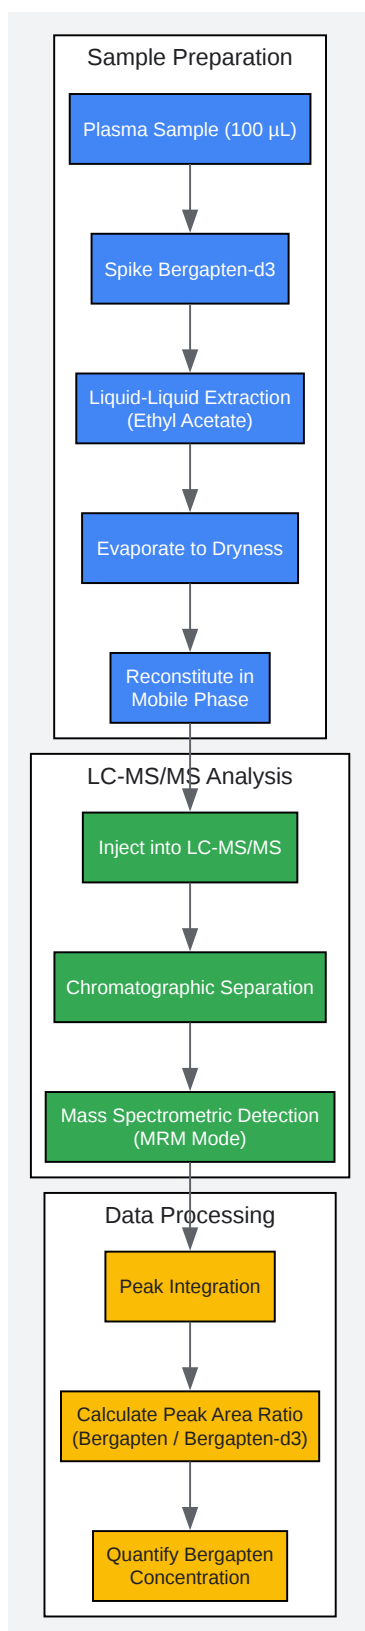 Sample Preparation
Plasma Sample (100 µL)
Spike Bergapten-d3
Liquid-Liquid Extraction
(Ethyl Acetate)
Evaporate to Dryness
Reconstitute in
Mobile Phase
LC-MS/MS Analysis
Inject into LC-MS/MS
Chromatographic Separation
Mass Spectrometric Detection
(MRM Mode)
Data Processing
Peak Integration
Calculate Peak Area Ratio
(Bergapten / Bergapten-d3)
Quantify Bergapten
Concentration